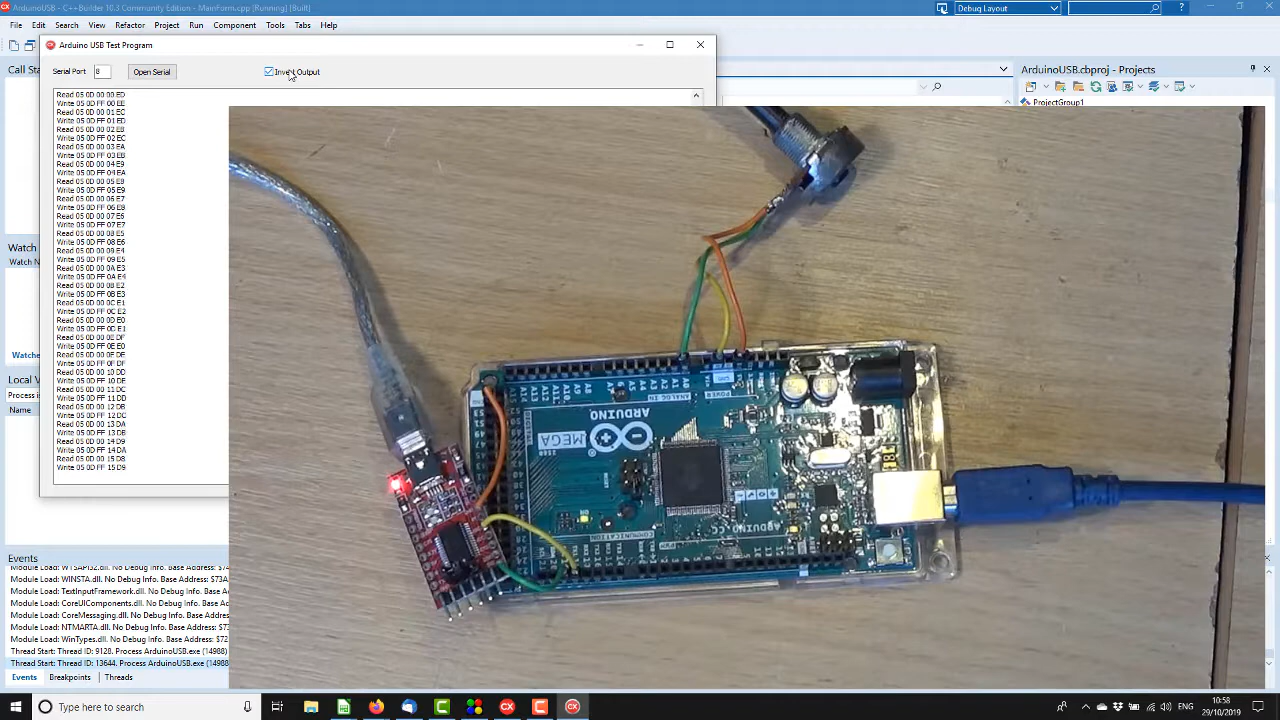 ArduinoUSB - C++Builder 10.3 Community Edition - MainForm.cpp [Running] [Built]
Debug Layout
File Edit Search View Refactor Project Run Component Tools Tabs Help
Arduino USB Test Program
Call Sta
ArduinoUSB.cbproj - Projects
ProjectGroup1
Serial Port 8 Open Serial Invert Output
Read 05 0D 00 00 ED
Write 05 0D FF 00 EE
Read 05 0D 00 01 EC
Write 05 0D FF 01 ED
Read 05 0D 00 02 EB
Write 05 0D FF 02 EC
Read 05 0D 00 03 EA
Write 05 0D FF 03 EB
Read 05 0D 00 04 E9
Write 05 0D FF 04 EA
Read 05 0D 00 05 E8
Write 05 0D FF 05 E9
Read 05 0D 00 06 E7
Write 05 0D FF 06 E8
Read 05 0D 00 07 E6
Write 05 0D FF 07 E7
Read 05 0D 00 08 E5
Write 05 0D FF 08 E6
Read 05 0D 00 09 E4
Write 05 0D FF 09 E5
Read 05 0D 00 0A E3
Write 05 0D FF 0A E4
Read 05 0D 00 0B E2
Write 05 0D FF 0B E3
Read 05 0D 00 0C E1
Write 05 0D FF 0C E2
Read 05 0D 00 0D E0
Write 05 0D FF 0D E1
Read 05 0D 00 0E DF
Write 05 0D FF 0E E0
Read 05 0D 00 0F DE
Write 05 0D FF 0F DF
Read 05 0D 00 10 DD
Write 05 0D FF 10 DE
Read 05 0D 00 11 DC
Write 05 0D FF 11 DD
Read 05 0D 00 12 DB
Write 05 0D FF 12 DC
Read 05 0D 00 13 DA
Write 05 0D FF 13 DB
Read 05 0D 00 14 D9
Write 05 0D FF 14 DA
Read 05 0D 00 15 D8
Write 05 0D FF 15 D9
Watch
Watch N
Watche
Local V
Process i
Name
ARDUINO
MEGA
2560
ANALOG IN
POWER
COMMUNICATION
ARDUINO.CC
Events
Module Load: WINSTA.dll. No Debug Info. Base Address: $73A
Module Load: TextInputFramework.dll. No Debug Info. Base A
Module Load: CoreUIComponents.dll. No Debug Info. Base Ad
Module Load: CoreMessaging.dll. No Debug Info. Base Addre
Module Load: NTMARTA.dll. No Debug Info. Base Address: $
Module Load: WinTypes.dll. No Debug Info. Base Address: $72
Thread Start: Thread ID: 9128. Process ArduinoUSB.exe (14988)
Thread Start: Thread ID: 13644. Process ArduinoUSB.exe (14988
Events Breakpoints Threads
Type here to search
ENG
10:58
29/10/2019